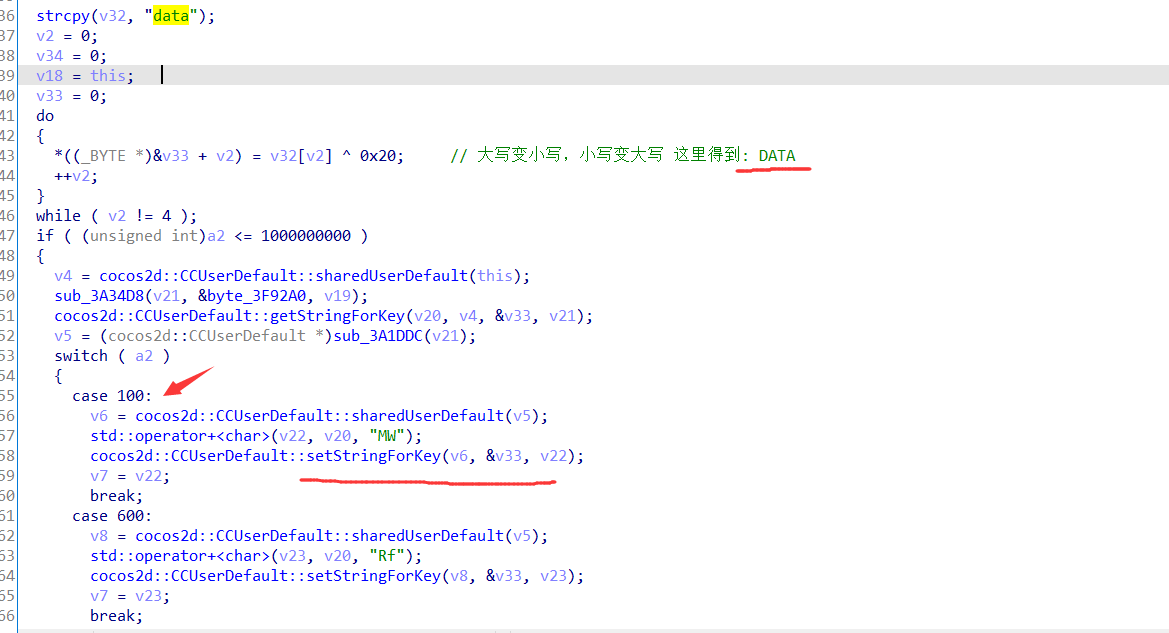 36 strcpy(v32, "data");
37 v2 = 0;
38 v34 = 0;
39 v18 = this;
40 v33 = 0;
41 do
42 {
43 *((_BYTE *)&v33 + v2) = v32[v2] ^ 0x20; // 大写变小写，小写变大写 这里得到: DATA
44 ++v2;
45 }
46 while ( v2 != 4 );
47 if ( (unsigned int)a2 <= 1000000000 )
48 {
49 v4 = cocos2d::CCUserDefault::sharedUserDefault(this);
50 sub_3A34D8(v21, &byte_3F92A0, v19);
51 cocos2d::CCUserDefault::getStringForKey(v20, v4, &v33, v21);
52 v5 = (cocos2d::CCUserDefault *)sub_3A1DDC(v21);
53 switch ( a2 )
54 {
55 case 100:
56 v6 = cocos2d::CCUserDefault::sharedUserDefault(v5);
57 std::operator+<char>(v22, v20, "MW");
58 cocos2d::CCUserDefault::setStringForKey(v6, &v33, v22);
59 v7 = v22;
60 break;
61 case 600:
62 v8 = cocos2d::CCUserDefault::sharedUserDefault(v5);
63 std::operator+<char>(v23, v20, "Rf");
64 cocos2d::CCUserDefault::setStringForKey(v8, &v33, v23);
65 v7 = v23;
66 break;